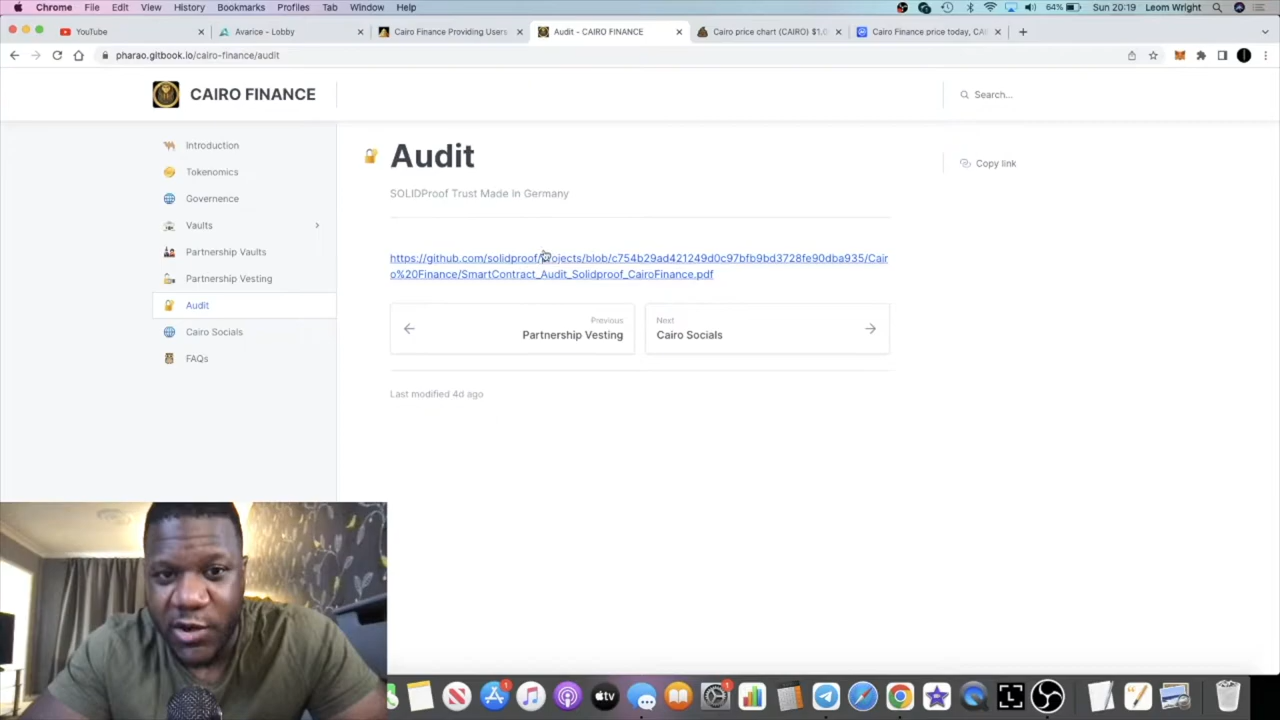 Chrome File Edit View History Bookmarks Profiles Tab Window Help 64% Sun 20:19 Leom Wright
YouTube Avarice - Lobby Cairo Finance Providing Users Audit - CAIRO FINANCE Cairo price chart (CAIRO) $1.0 Cairo Finance price today, CA
pharao.gitbook.io/cairo-finance/audit
CAIRO FINANCE
Search...
Introduction
Tokenomics
Governence
Vaults
Partnership Vaults
Partnership Vesting
Audit
Cairo Socials
FAQs
Audit
Copy link
SOLIDProof Trust Made In Germany
https://github.com/solidproof/projects/blob/c754b29ad421249d0c97bfb9bd3728fe90dba935/Cair
o%20Finance/SmartContract_Audit_Solidproof_CairoFinance.pdf
Previous
Partnership Vesting
Next
Cairo Socials
Last modified 4d ago
tv